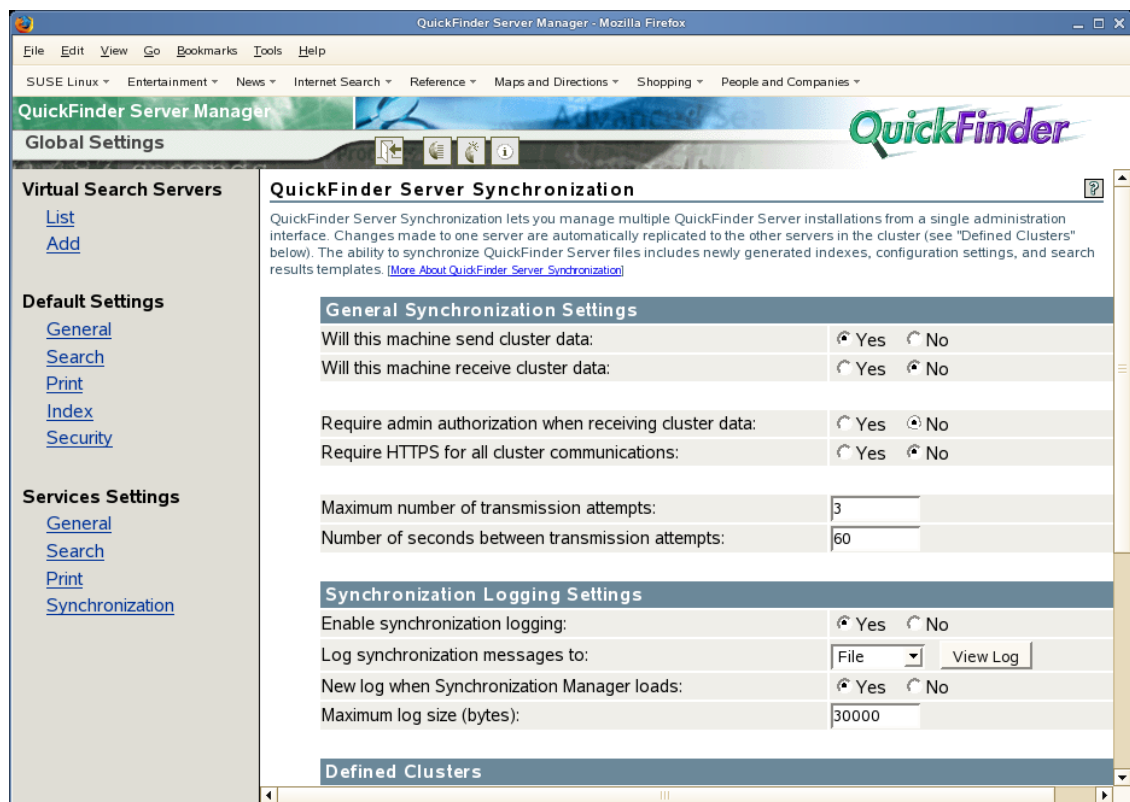 QuickFinder Server Manager - Mozilla Firefox
File Edit View Go Bookmarks Tools Help
SUSE Linux Entertainment News Internet Search Reference Maps and Directions Shopping People and Companies
QuickFinder Server Manager
Global Settings
QuickFinder
Virtual Search Servers
List
Add
Default Settings
General
Search
Print
Index
Security
Services Settings
General
Search
Print
Synchronization
QuickFinder Server Synchronization
QuickFinder Server Synchronization lets you manage multiple QuickFinder Server installations from a single administration
interface. Changes made to one server are automatically replicated to the other servers in the cluster (see "Defined Clusters"
below). The ability to synchronize QuickFinder Server files includes newly generated indexes, configuration settings, and search
results templates. [More About QuickFinder Server Synchronization]
General Synchronization Settings
Will this machine send cluster data: Yes No
Will this machine receive cluster data: Yes No
Require admin authorization when receiving cluster data: Yes No
Require HTTPS for all cluster communications: Yes No
Maximum number of transmission attempts: 3
Number of seconds between transmission attempts: 60
Synchronization Logging Settings
Enable synchronization logging: Yes No
Log synchronization messages to: File View Log
New log when Synchronization Manager loads: Yes No
Maximum log size (bytes): 30000
Defined Clusters